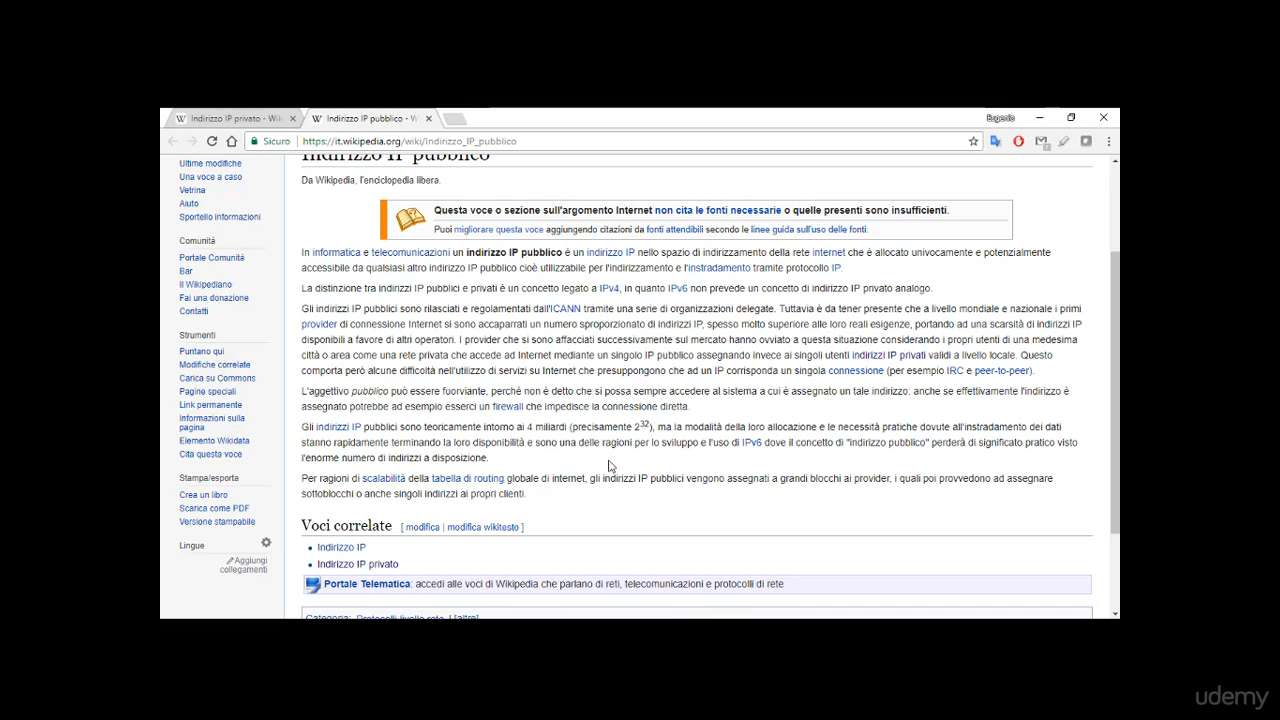 Indirizzo IP privato - Wi
Indirizzo IP pubblico - W
Eugenio
Sicuro
https://it.wikipedia.org/wiki/Indirizzo_IP_pubblico
Indirizzo IP pubblico
Da Wikipedia, l'enciclopedia libera.
Questa voce o sezione sull'argomento Internet non cita le fonti necessarie o quelle presenti sono insufficienti.
Puoi migliorare questa voce aggiungendo citazioni da fonti attendibili secondo le linee guida sull'uso delle fonti.
In informatica e telecomunicazioni un indirizzo IP pubblico è un indirizzo IP nello spazio di indirizzamento della rete internet che è allocato univocamente e potenzialmente
accessibile da qualsiasi altro indirizzo IP pubblico cioè utilizzabile per l'indirizzamento e l'instradamento tramite protocollo IP.
La distinzione tra indirizzi IP pubblici e privati è un concetto legato a IPv4, in quanto IPv6 non prevede un concetto di indirizzo IP privato analogo.
Gli indirizzi IP pubblici sono rilasciati e regolamentati dall'ICANN tramite una serie di organizzazioni delegate. Tuttavia è da tener presente che a livello mondiale e nazionale i primi
provider di connessione Internet si sono accaparrati un numero sproporzionato di indirizzi IP, spesso molto superiore alle loro reali esigenze, portando ad una scarsità di indirizzi IP
disponibili a favore di altri operatori. I provider che si sono affacciati successivamente sul mercato hanno ovviato a questa situazione considerando i propri utenti di una medesima
città o area come una rete privata che accede ad Internet mediante un singolo IP pubblico assegnando invece ai singoli utenti indirizzi IP privati validi a livello locale. Questo
comporta però alcune difficoltà nell'utilizzo di servizi su Internet che presuppongono che ad un IP corrisponda un singola connessione (per esempio IRC e peer-to-peer).
L'aggettivo pubblico può essere fuorviante, perché non è detto che si possa sempre accedere al sistema a cui è assegnato un tale indirizzo: anche se effettivamente l'indirizzo è
assegnato potrebbe ad esempio esserci un firewall che impedisce la connessione diretta.
Gli indirizzi IP pubblici sono teoricamente intorno ai 4 miliardi (precisamente 2³²), ma la modalità della loro allocazione e le necessità pratiche dovute all'instradamento dei dati
stanno rapidamente terminando la loro disponibilità e sono una delle ragioni per lo sviluppo e l'uso di IPv6 dove il concetto di "indirizzo pubblico" perderà di significato pratico visto
l'enorme numero di indirizzi a disposizione.
Per ragioni di scalabilità della tabella di routing globale di internet, gli indirizzi IP pubblici vengono assegnati a grandi blocchi ai provider, i quali poi provvedono ad assegnare
sottoblocchi o anche singoli indirizzi ai propri clienti.
Voci correlate [ modifica | modifica wikitesto ]
Indirizzo IP
Indirizzo IP privato
Portale Telematica: accedi alle voci di Wikipedia che parlano di reti, telecomunicazioni e protocolli di rete
Categoria: Protocolli livello rete | [altre]
Ultime modifiche
Una voce a caso
Vetrina
Aiuto
Sportello informazioni
Comunità
Portale Comunità
Bar
Il Wikipediano
Fai una donazione
Contatti
Strumenti
Puntano qui
Modifiche correlate
Carica su Commons
Pagine speciali
Link permanente
Informazioni sulla
pagina
Elemento Wikidata
Cita questa voce
Stampa/esporta
Crea un libro
Scarica come PDF
Versione stampabile
Lingue
Aggiungi
collegamenti
udemy